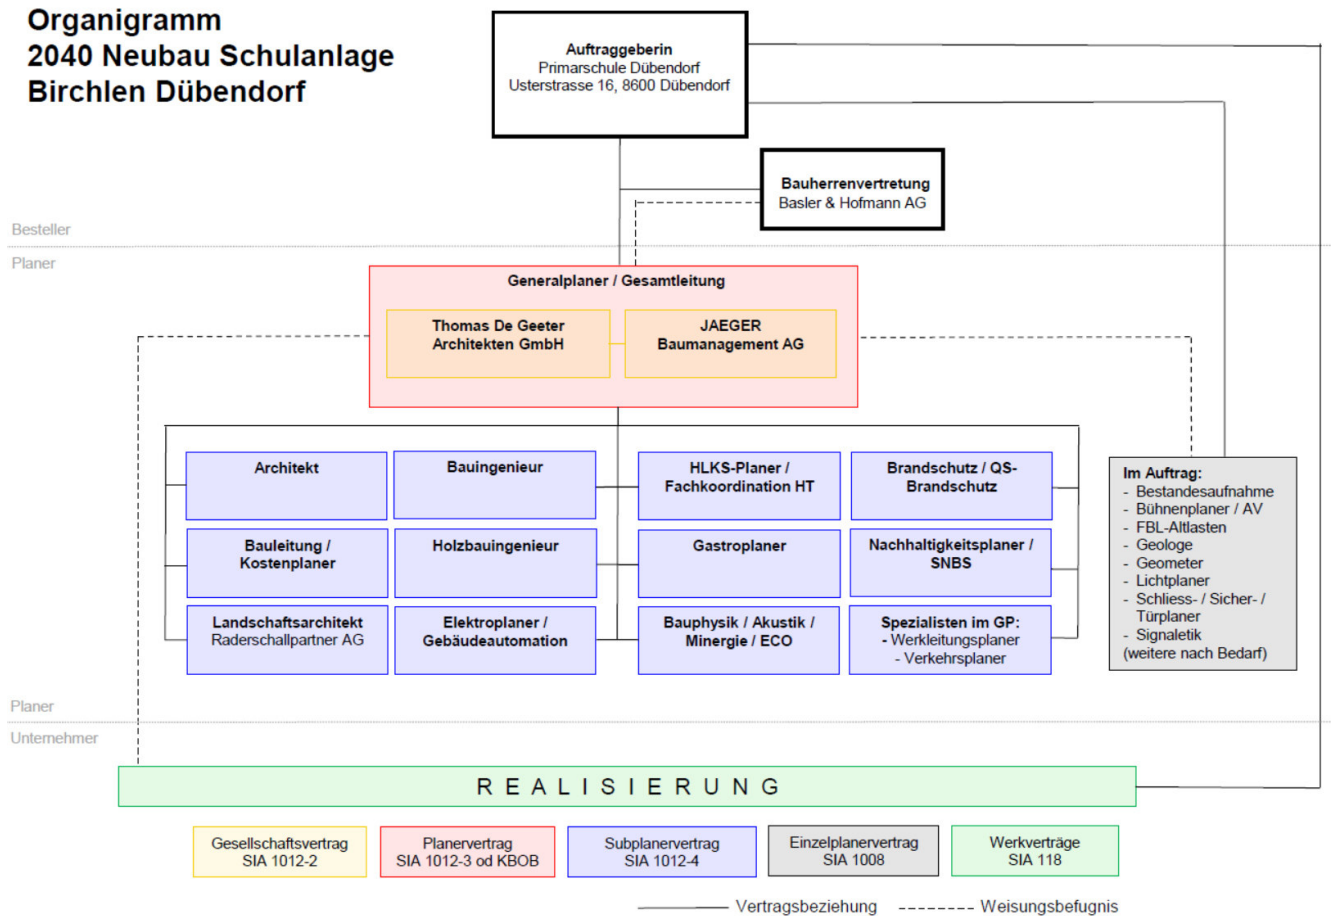 Organigramm
2040 Neubau Schulanlage
Birchlen Dübendorf
Auftraggeberin
Primarschule Dübendorf
Usterstrasse 16, 8600 Dübendorf
Bauherrenvertretung
Basler & Hofmann AG
Besteller
Planer
Generalplaner / Gesamtleitung
Thomas De Geeter
Architekten GmbH
JAEGER
Baumanagement AG
Architekt
Bauingenieur
HLKS-Planer /
Fachkoordination HT
Brandschutz / QS-
Brandschutz
Bauleitung /
Kostenplaner
Holzbauingenieur
Gastroplaner
Nachhaltigkeitsplaner /
SNBS
Landschaftsarchitekt
Raderschallpartner AG
Elektroplaner /
Gebäudeautomation
Bauphysik / Akustik /
Minergie / ECO
Spezialisten im GP:
- Werkleitungsplaner
- Verkehrsplaner
Im Auftrag:
- Bestandesaufnahme
- Bühnenplaner / AV
- FBL-Altlasten
- Geologe
- Geometer
- Lichtplaner
- Schliess- / Sicher- /
Türplaner
- Signaletik
(weitere nach Bedarf)
Planer
Unternehmer
REALISIERUNG
Gesellschaftsvertrag
SIA 1012-2
Planervertrag
SIA 1012-3 od KBOB
Subplanervertrag
SIA 1012-4
Einzelplanervertrag
SIA 1008
Werkverträge
SIA 118
Vertragsbeziehung
Weisungsbefugnis